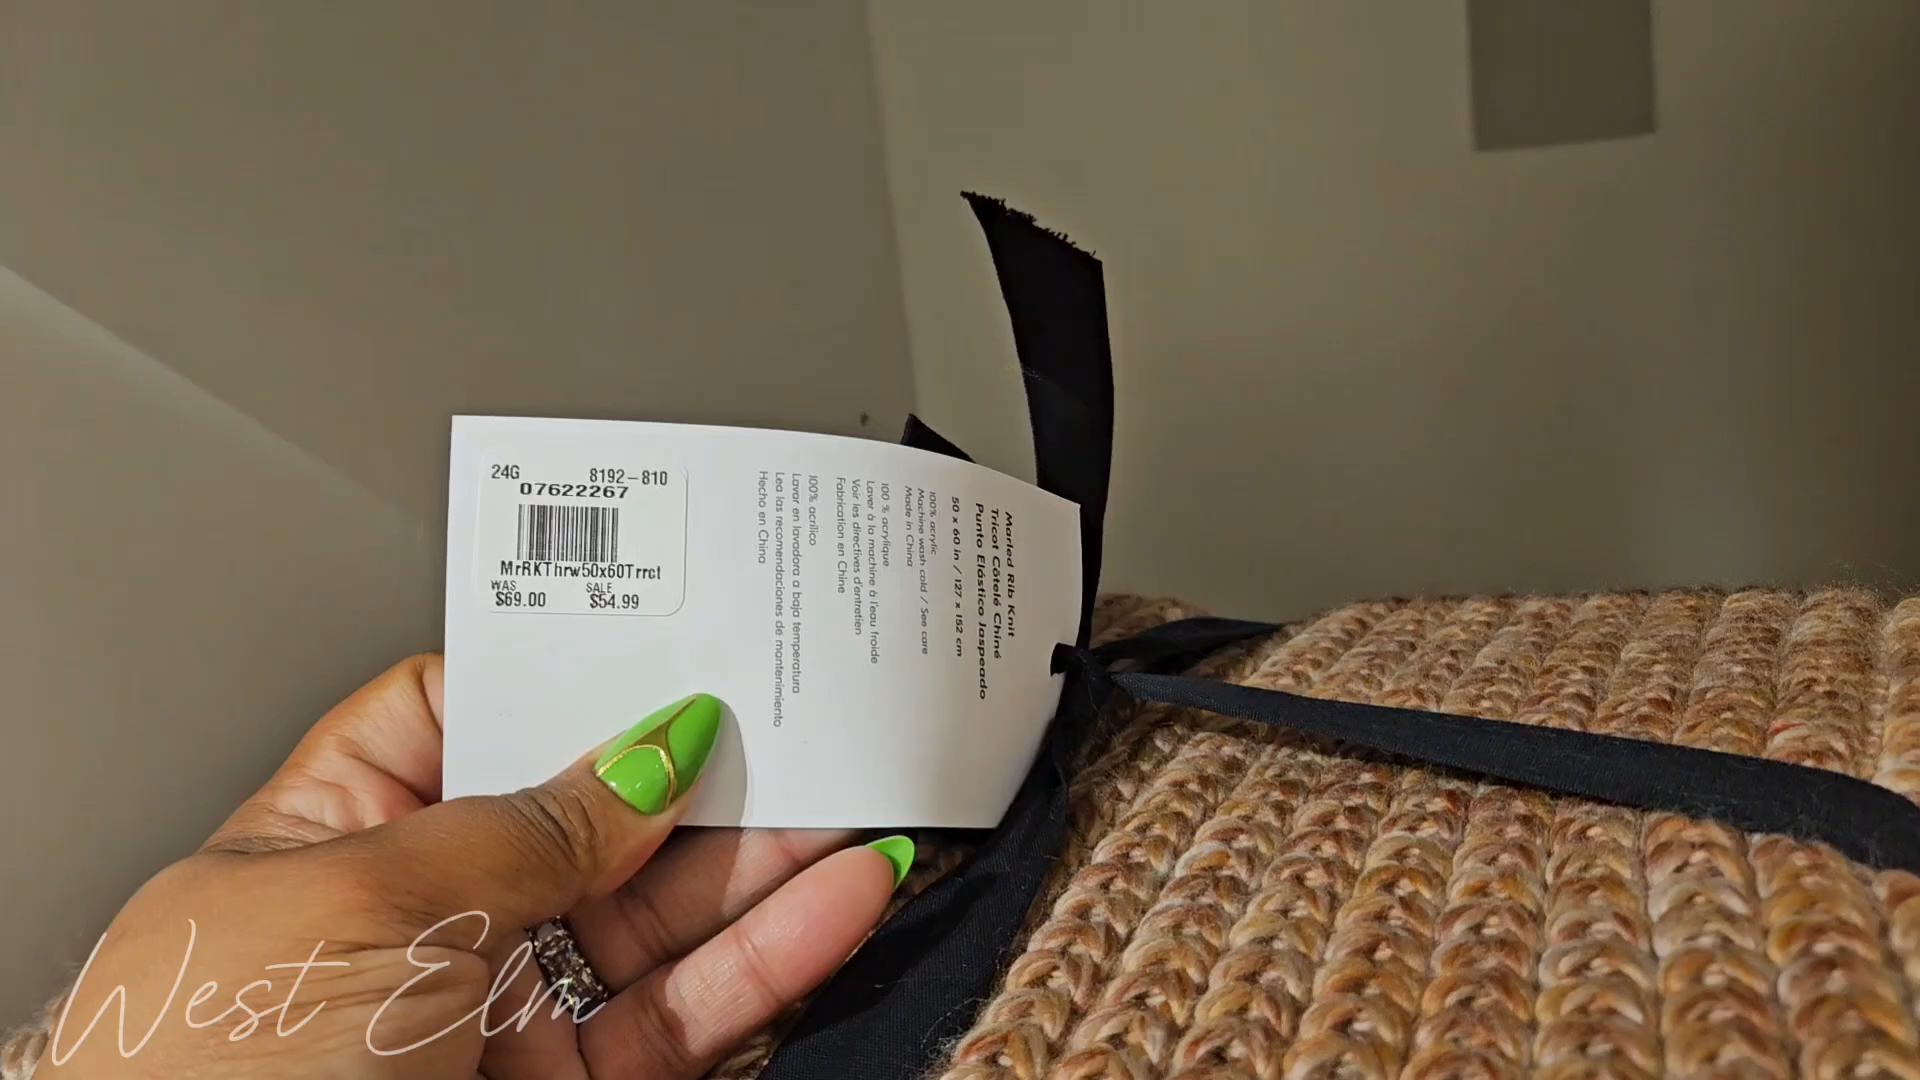 24G 8192-810
07622267
MrRKThrw50x60Trrct
WAS SALE
$69.00 $54.99
Marled Rib Knit
Tricot Côtelé Chiné
Punto Elástico Jaspeado
50 x 60 in / 127 x 152 cm
100% acrylic
Machine wash cold / See care
Made in China
100 % acrylique
Laver à la machine à l'eau froide
Voir les directives d'entretien
Fabrication en Chine
100% acrílico
Lavar en lavadora a baja temperatura
Lea las recomendaciones de mantenimiento
Hecho en China
West Elm